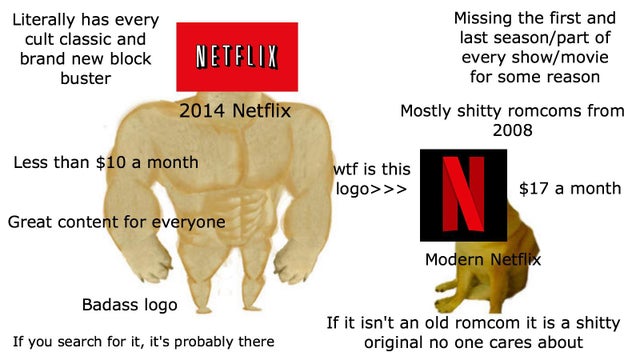 Literally has every
cult classic and
brand new block
buster
NETFLIX
2014 Netflix
Less than $10 a month
Great content for everyone
Badass logo
If you search for it, it's probably there
Missing the first and
last season/part of
every show/movie
for some reason
Mostly shitty romcoms from
2008
wtf is this
logo>>>
N
$17 a month
Modern Netflix
If it isn't an old romcom it is a shitty
original no one cares about